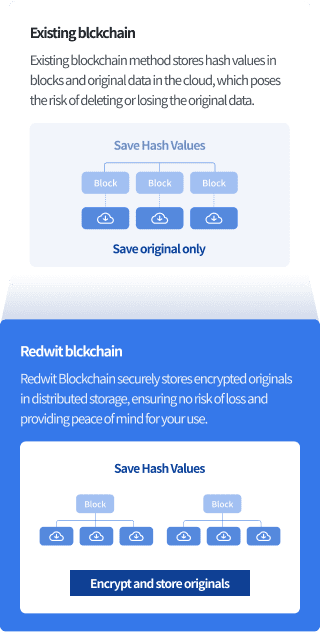 Existing blckchain
Existing blockchain method stores hash values in
blocks and original data in the cloud, which poses
the risk of deleting or losing the original data.
Save Hash Values
Block Block Block
Save original only
Redwit blckchain
Redwit Blockchain securely stores encrypted originals
in distributed storage, ensuring no risk of loss and
providing peace of mind for your use.
Save Hash Values
Block Block
Encrypt and store originals